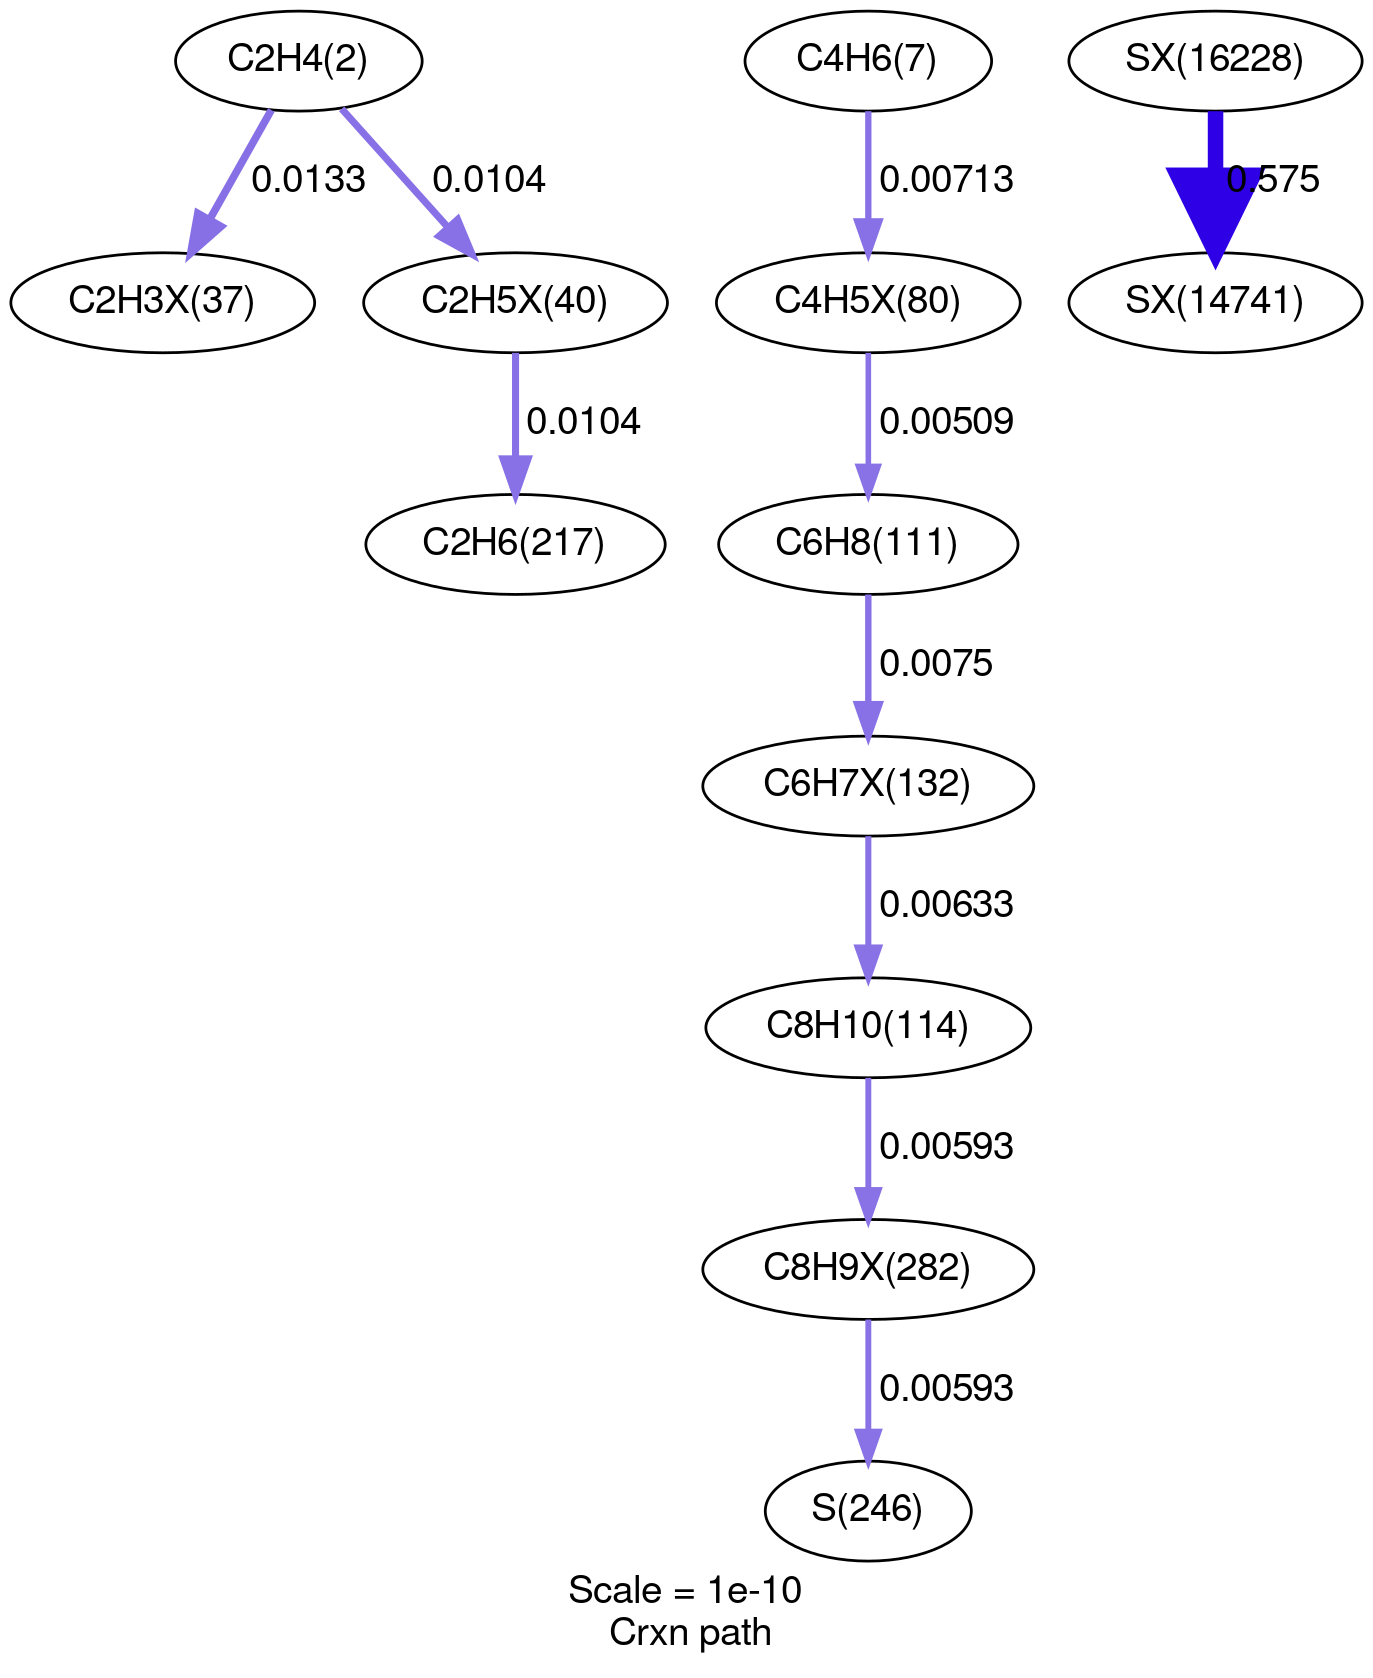 C2H4(2)
C4H6(7)
SX(16228)
0.0133
0.0104
0.00713
0.575
C2H3X(37)
C2H5X(40)
C4H5X(80)
SX(14741)
0.0104
0.00509
C2H6(217)
C6H8(111)
0.0075
C6H7X(132)
0.00633
C8H10(114)
0.00593
C8H9X(282)
0.00593
S(246)
Scale = 1e-10
Crxn path